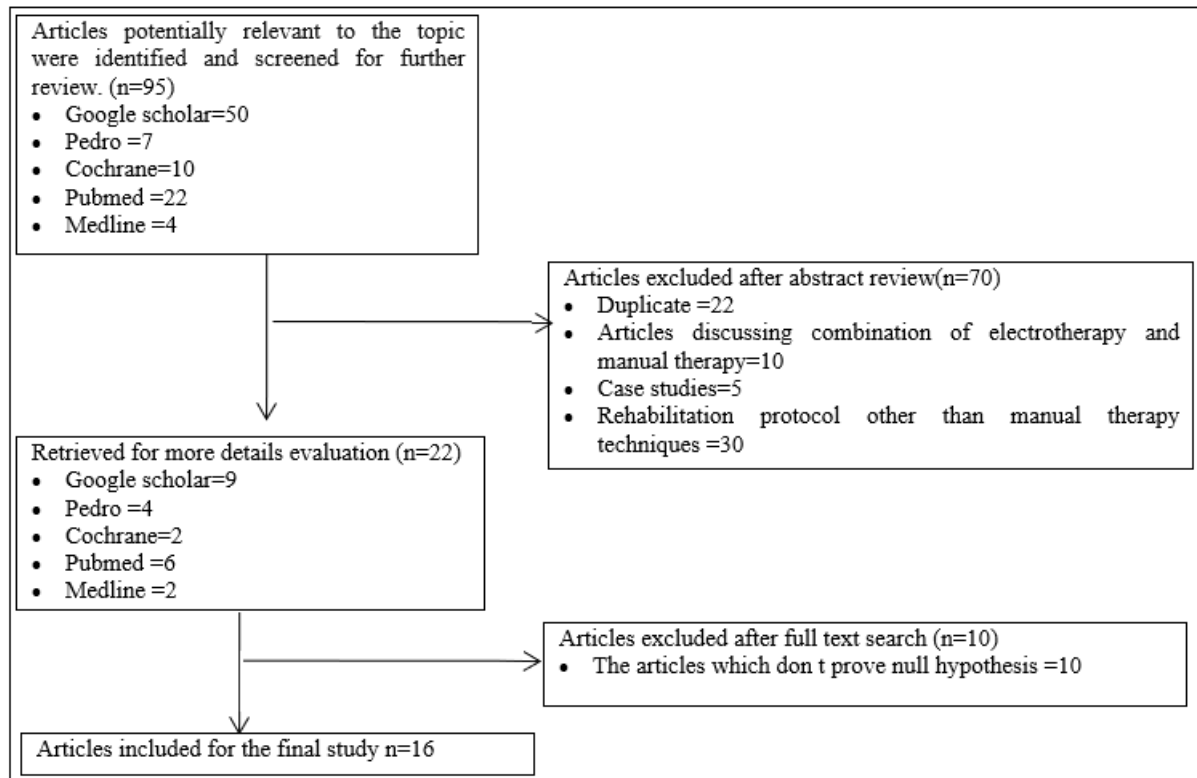 Articles potentially relevant to the topic
were identified and screened for further
review. (n=95)
• Google scholar=50
• Pedro =7
• Cochrane=10
• Pubmed =22
• Medline =4
Articles excluded after abstract review(n=70)
• Duplicate =22
• Articles discussing combination of electrotherapy and
manual therapy=10
• Case studies=5
• Rehabilitation protocol other than manual therapy
techniques =30
Retrieved for more details evaluation (n=22)
• Google scholar=9
• Pedro =4
• Cochrane=2
• Pubmed =6
• Medline =2
Articles excluded after full text search (n=10)
• The articles which don t prove null hypothesis =10
Articles included for the final study n=16